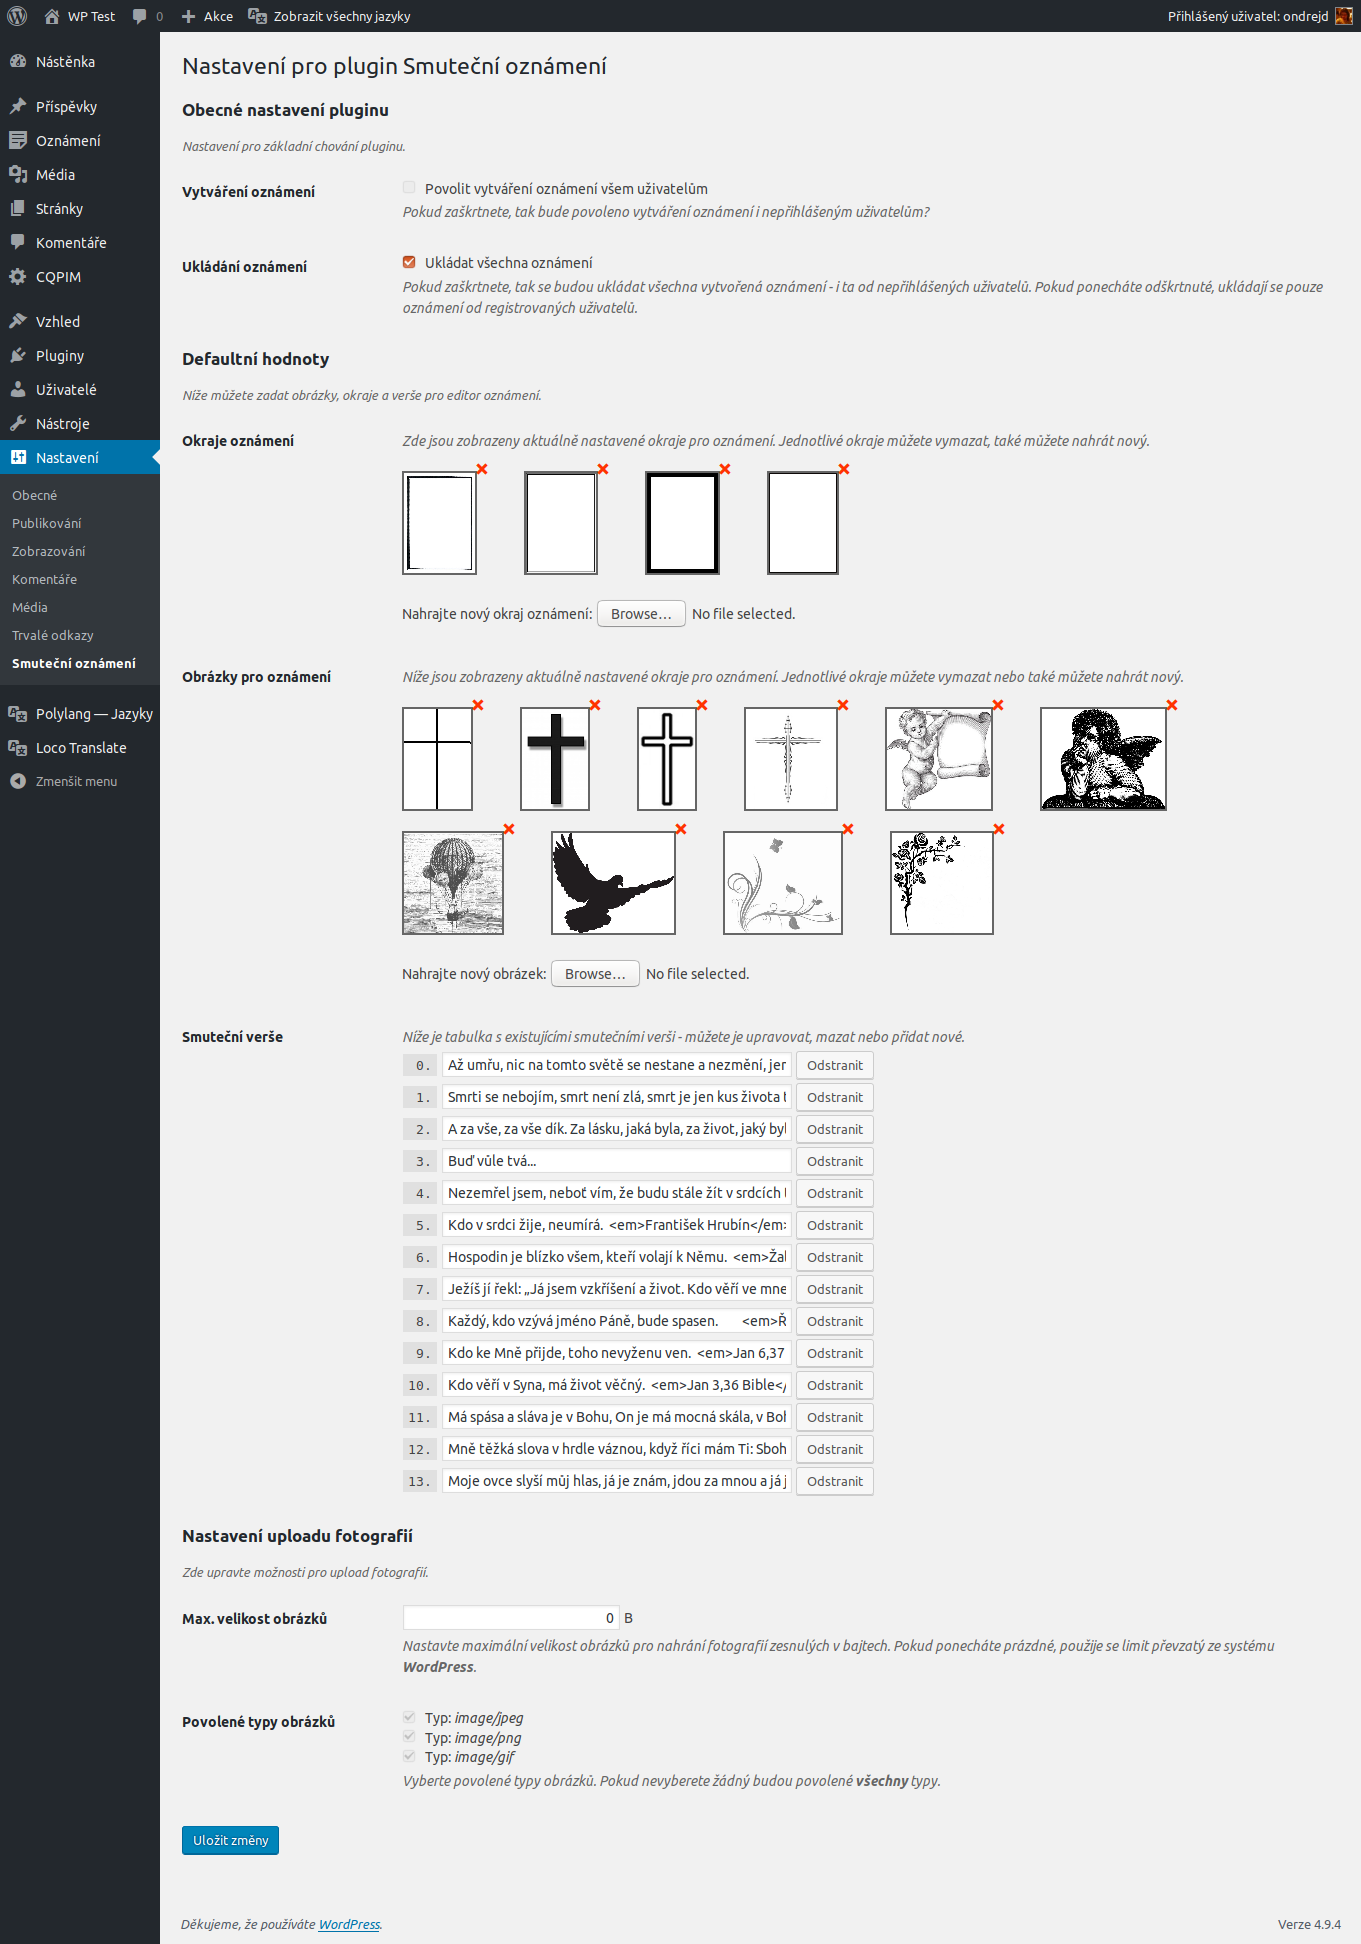 WP Test 0 Akce Zobrazit všechny jazyky Přihlášený uživatel: ondrejd
Nástěnka
Příspěvky
Oznámení
Média
Stránky
Komentáře
CQPIM
Vzhled
Pluginy
Uživatelé
Nástroje
Nastavení
Obecné
Publikování
Zobrazování
Komentáře
Média
Trvalé odkazy
Smuteční oznámení
Polylang — Jazyky
Loco Translate
Zmenšit menu
Nastavení pro plugin Smuteční oznámení
Obecné nastavení pluginu
Nastavení pro základní chování pluginu.
Vytváření oznámení
Povolit vytváření oznámení všem uživatelům
Pokud zaškrtnete, tak bude povoleno vytváření oznámení i nepřihlášeným uživatelům?
Ukládání oznámení
Ukládat všechna oznámení
Pokud zaškrtnete, tak se budou ukládat všechna vytvořená oznámení - i ta od nepřihlášených uživatelů. Pokud ponecháte odškrtnuté, ukládají se pouze
oznámení od registrovaných uživatelů.
Defaultní hodnoty
Níže můžete zadat obrázky, okraje a verše pro editor oznámení.
Okraje oznámení
Zde jsou zobrazeny aktuálně nastavené okraje pro oznámení. Jednotlivé okraje můžete vymazat, také můžete nahrát nový.
Nahrajte nový okraj oznámení: Browse... No file selected.
Obrázky pro oznámení
Níže jsou zobrazeny aktuálně nastavené okraje pro oznámení. Jednotlivé okraje můžete vymazat nebo také můžete nahrát nový.
Nahrajte nový obrázek: Browse... No file selected.
Smuteční verše
Níže je tabulka s existujícími smutečními verši - můžete je upravovat, mazat nebo přidat nové.
0. Až umřu, nic na tomto světě se nestane a nezmění, jer Odstranit
1. Smrti se nebojím, smrt není zlá, smrt je jen kus života Odstranit
2. A za vše, za vše dík. Za lásku, jaká byla, za život, jaký byl Odstranit
3. Buď vůle tvá... Odstranit
4. Nezemřel jsem, neboť vím, že budu stále žít v srdcích Odstranit
5. Kdo v srdci žije, neumírá. <em>František Hrubín</em> Odstranit
6. Hospodin je blízko všem, kteří volají k Němu. <em>Žal Odstranit
7. Ježíš jí řekl: „Já jsem vzkříšení a život. Kdo věří ve mne Odstranit
8. Každý, kdo vzývá jméno Páně, bude spasen. <em>Ř Odstranit
9. Kdo ke Mně přijde, toho nevyženu ven. <em>Jan 6,37 Odstranit
10. Kdo věří v Syna, má život věčný. <em>Jan 3,36 Bible</ Odstranit
11. Má spása a sláva je v Bohu, On je má mocná skála, v Boh Odstranit
12. Mně těžká slova v hrdle váznou, když říci mám Ti: Sboh Odstranit
13. Moje ovce slyší můj hlas, já je znám, jdou za mnou a já j Odstranit
Nastavení uploadu fotografií
Zde upravte možnosti pro upload fotografií.
Max. velikost obrázků
0 B
Nastavte maximální velikost obrázků pro nahrání fotografií zesnulých v bajtech. Pokud ponecháte prázdné, použije se limit převzatý ze systému
WordPress.
Povolené typy obrázků
Typ: image/jpeg
Typ: image/png
Typ: image/gif
Vyberte povolené typy obrázků. Pokud nevyberete žádný budou povolené všechny typy.
Uložit změny
Děkujeme, že používáte WordPress. Verze 4.9.4